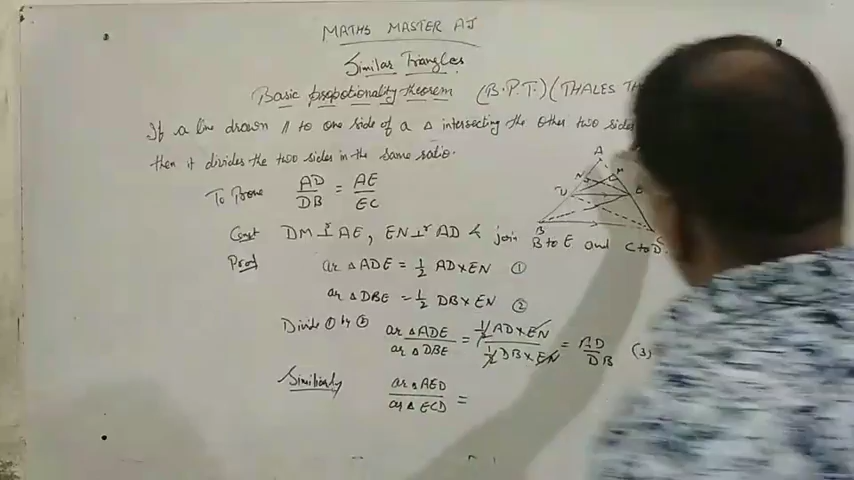 MATHS MASTER AJ
Similar Triangles
Basic propotionality theorem (B.P.T.) (THALES TH
If a line drawn // to one side of a Δ intersecting the other two sides
then it divides the two sides in the same ratio.
To Prove AD/DB = AE/EC
Const DM ⊥r AE, EN ⊥r AD & join B to E and C to D.
Proof ar Δ ADE = 1/2 AD × EN ①
ar Δ DBE = 1/2 DB × EN ②
Divide ① by ② ar Δ ADE / ar Δ DBE = 1/2 AD × EN / 1/2 DB × EN = AD/DB (3)
Similiarly ar Δ AED / ar Δ ECD =
A
N M
D
B